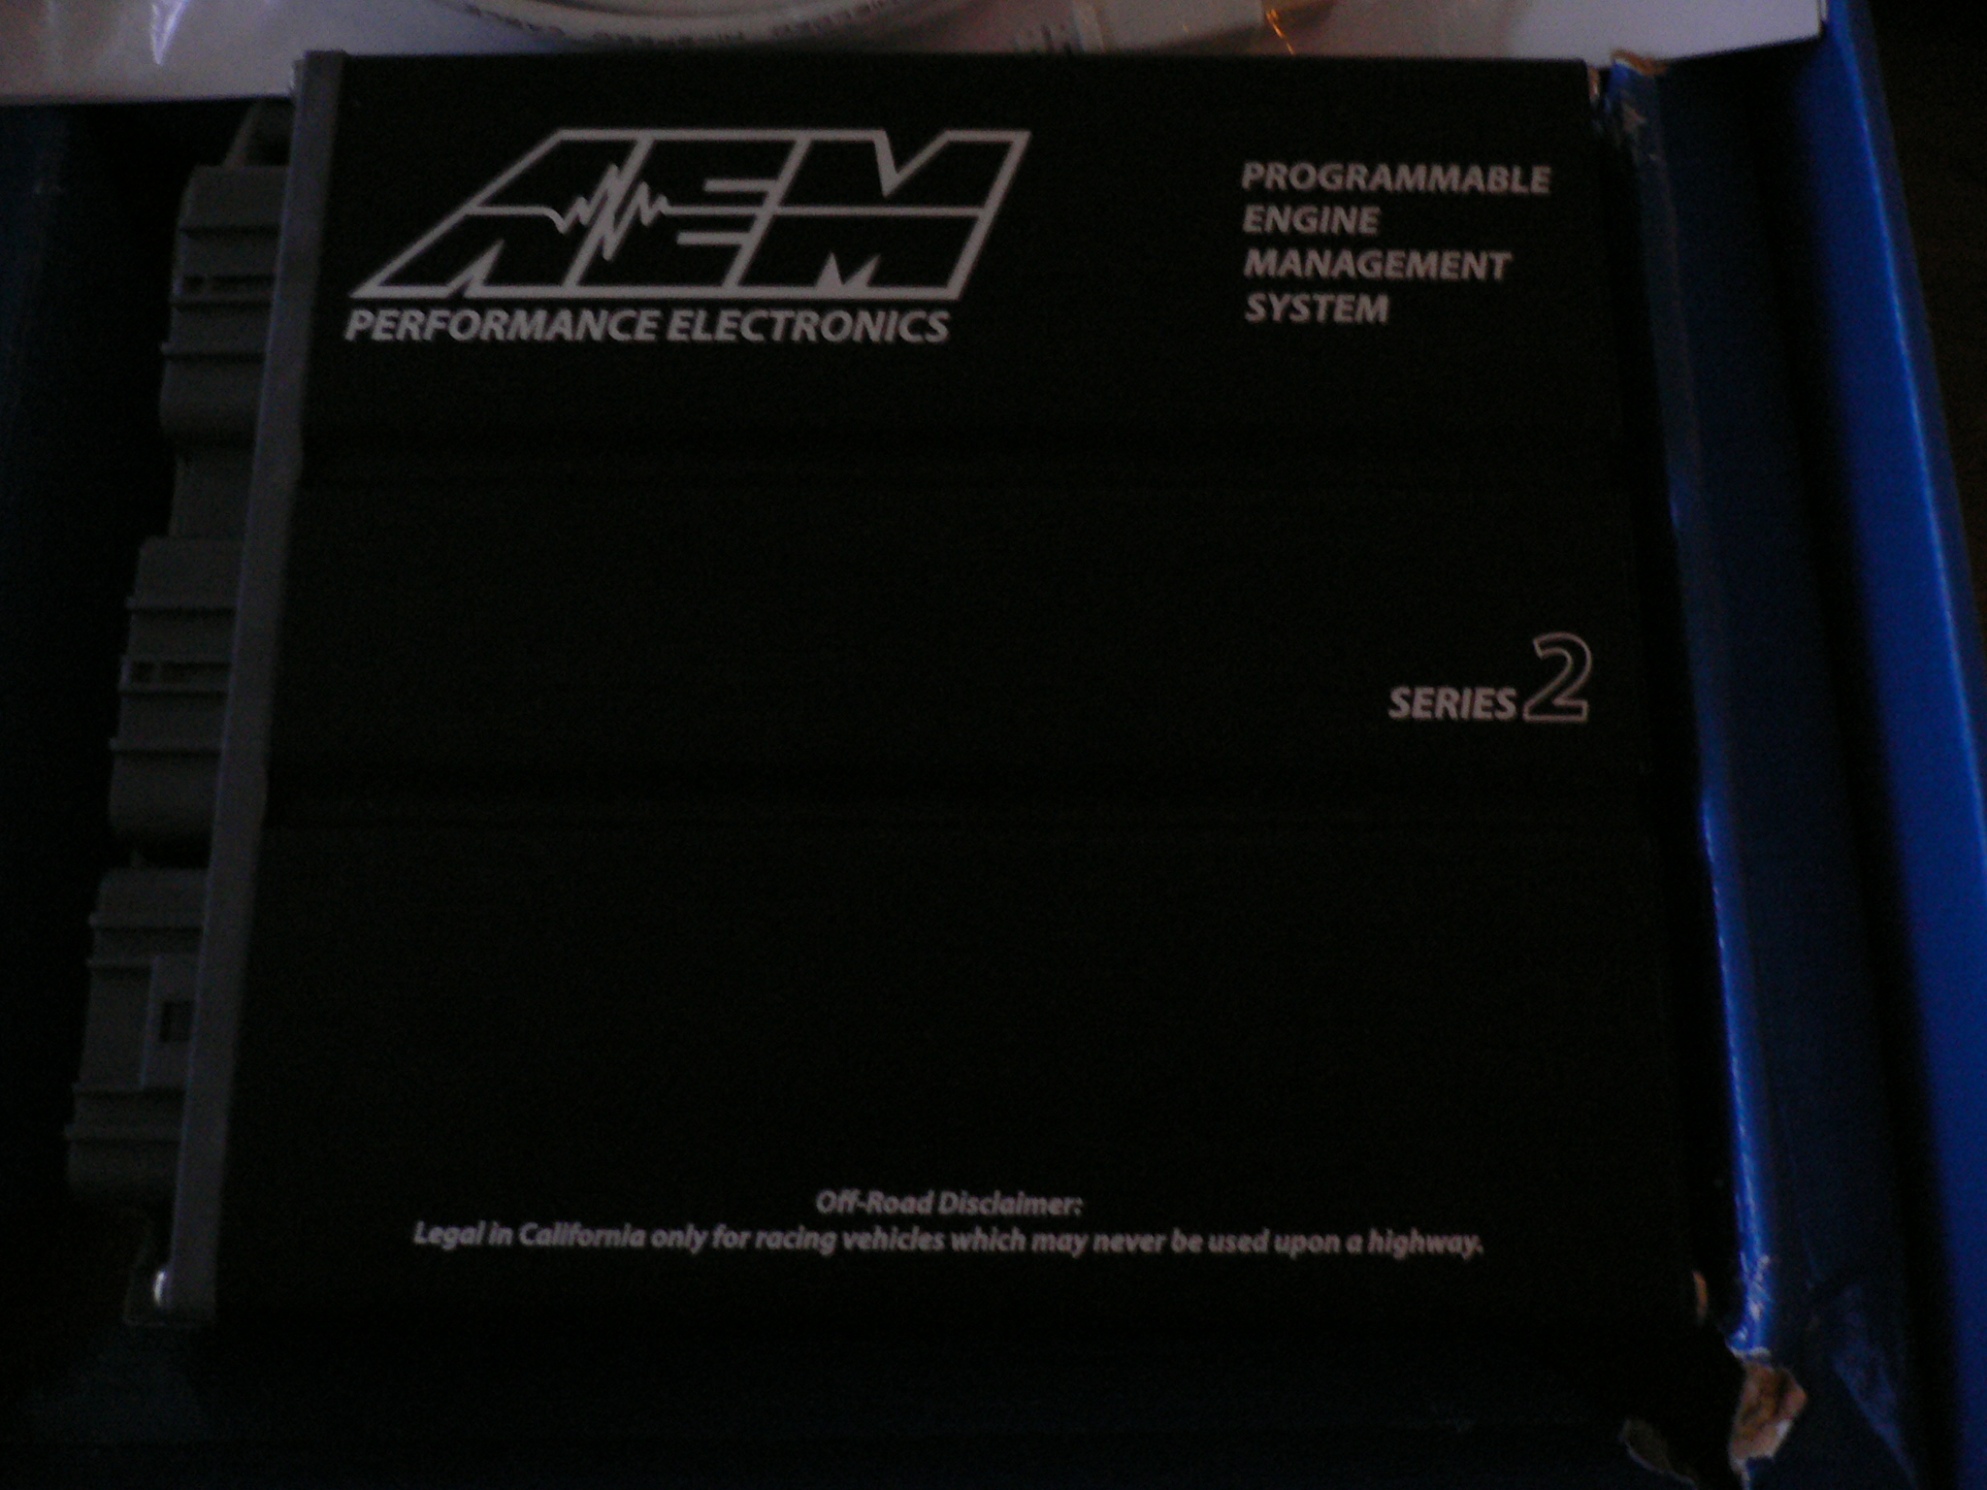 AEM
PERFORMANCE ELECTRONICS
PROGRAMMABLE
ENGINE
MANAGEMENT
SYSTEM
SERIES 2
Off-Road Disclaimer:
Legal in California only for racing vehicles which may never be used upon a highway.